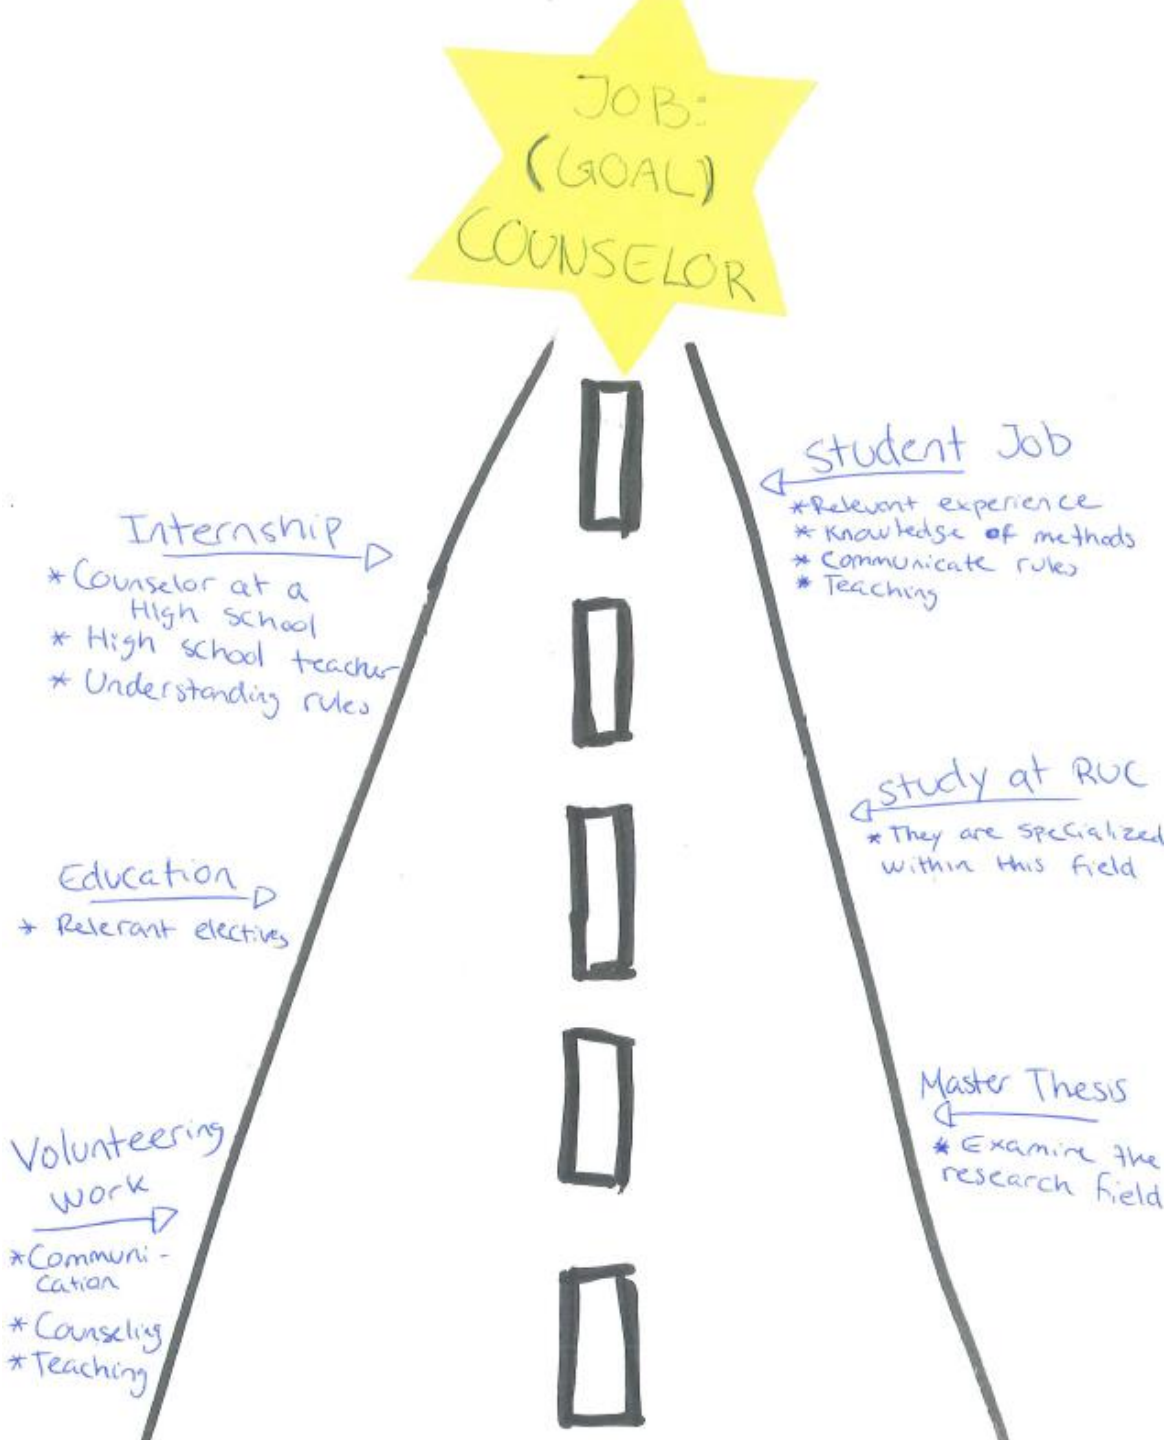 JOB:
(GOAL)
COUNSELOR
Student Job
*Relevant experience
* Knowledge of methods
* Communicate rules
* Teaching
Internship
* Counselor at a
High school
* High school teacher
* Understanding rules
Study at RUC
* They are specialized
within this field
Education
* Relevant electives
Master Thesis
* Examine the
research field
Volunteering
work
*Communi-
cation
* Counseling
* Teaching